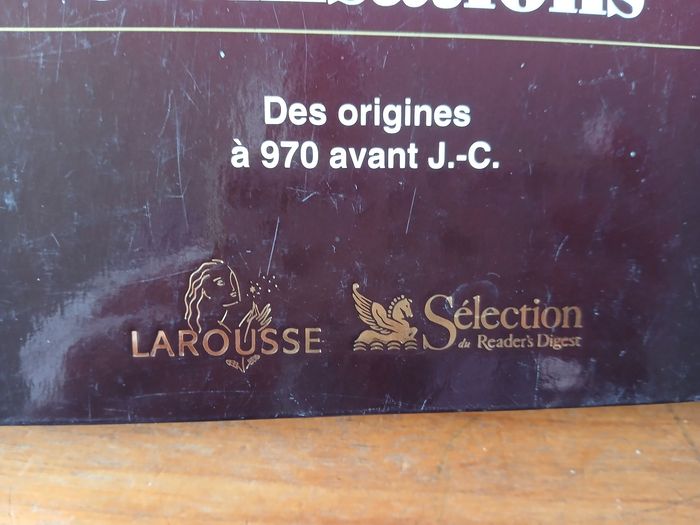 Des origines
à 970 avant J.-C.
LAROUSSE
Sélection
du Reader's Digest